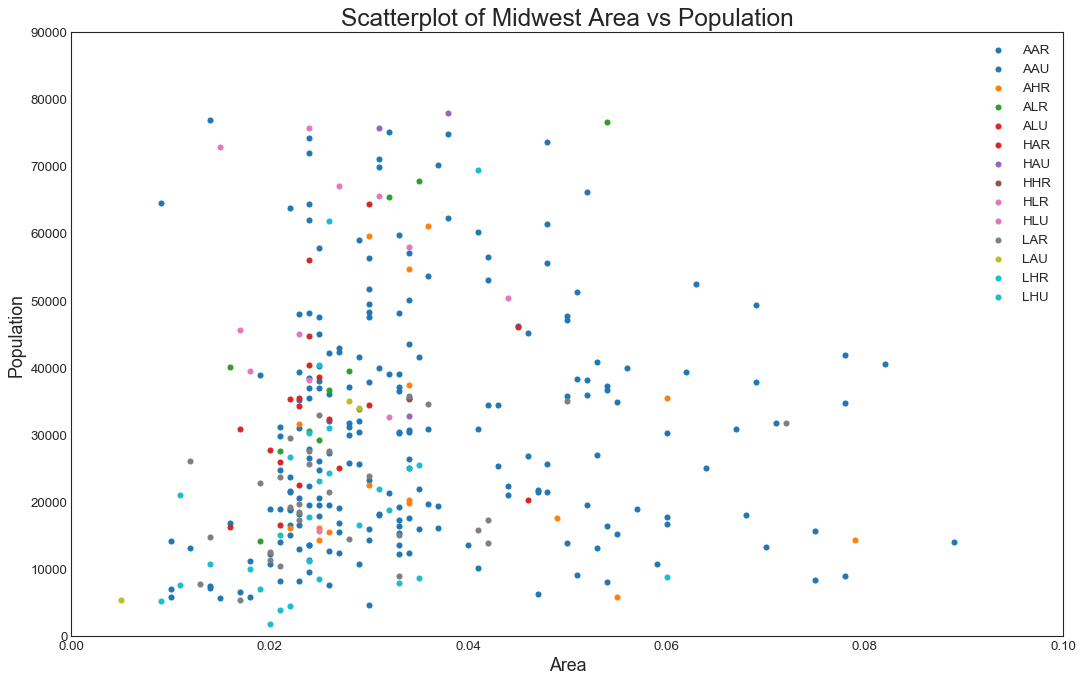 Scatterplot of Midwest Area vs Population
90000
80000
70000
60000
50000
40000
30000
20000
10000
0
Population
0.00
0.02
0.04
0.06
0.08
0.10
Area
AAR
AAU
AHR
ALR
ALU
HAR
HAU
HHR
HLR
HLU
LAR
LAU
LHR
LHU